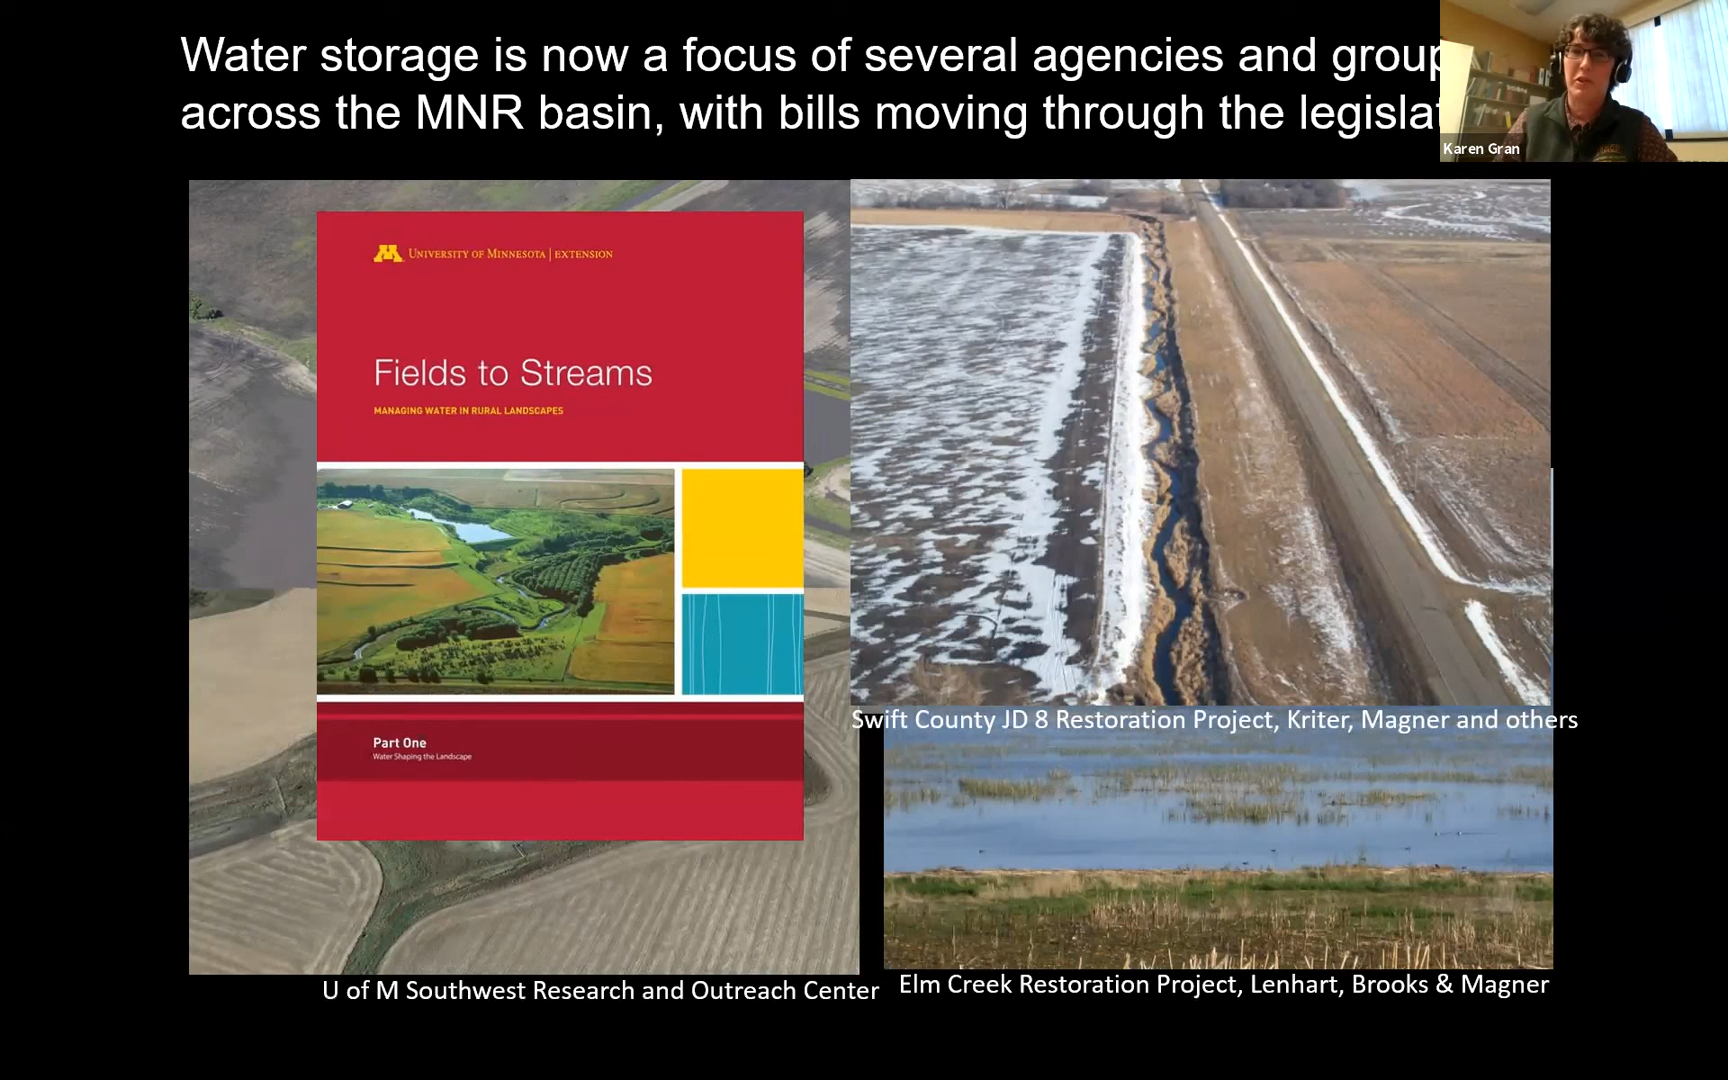 Water storage is now a focus of several agencies and group
across the MNR basin, with bills moving through the legislat
Karen Gran
UNIVERSITY OF MINNESOTA | EXTENSION
Fields to Streams
MANAGING WATER IN RURAL LANDSCAPES
Part One
Water Shaping the Landscape
Swift County JD 8 Restoration Project, Kriter, Magner and others
U of M Southwest Research and Outreach Center
Elm Creek Restoration Project, Lenhart, Brooks & Magner